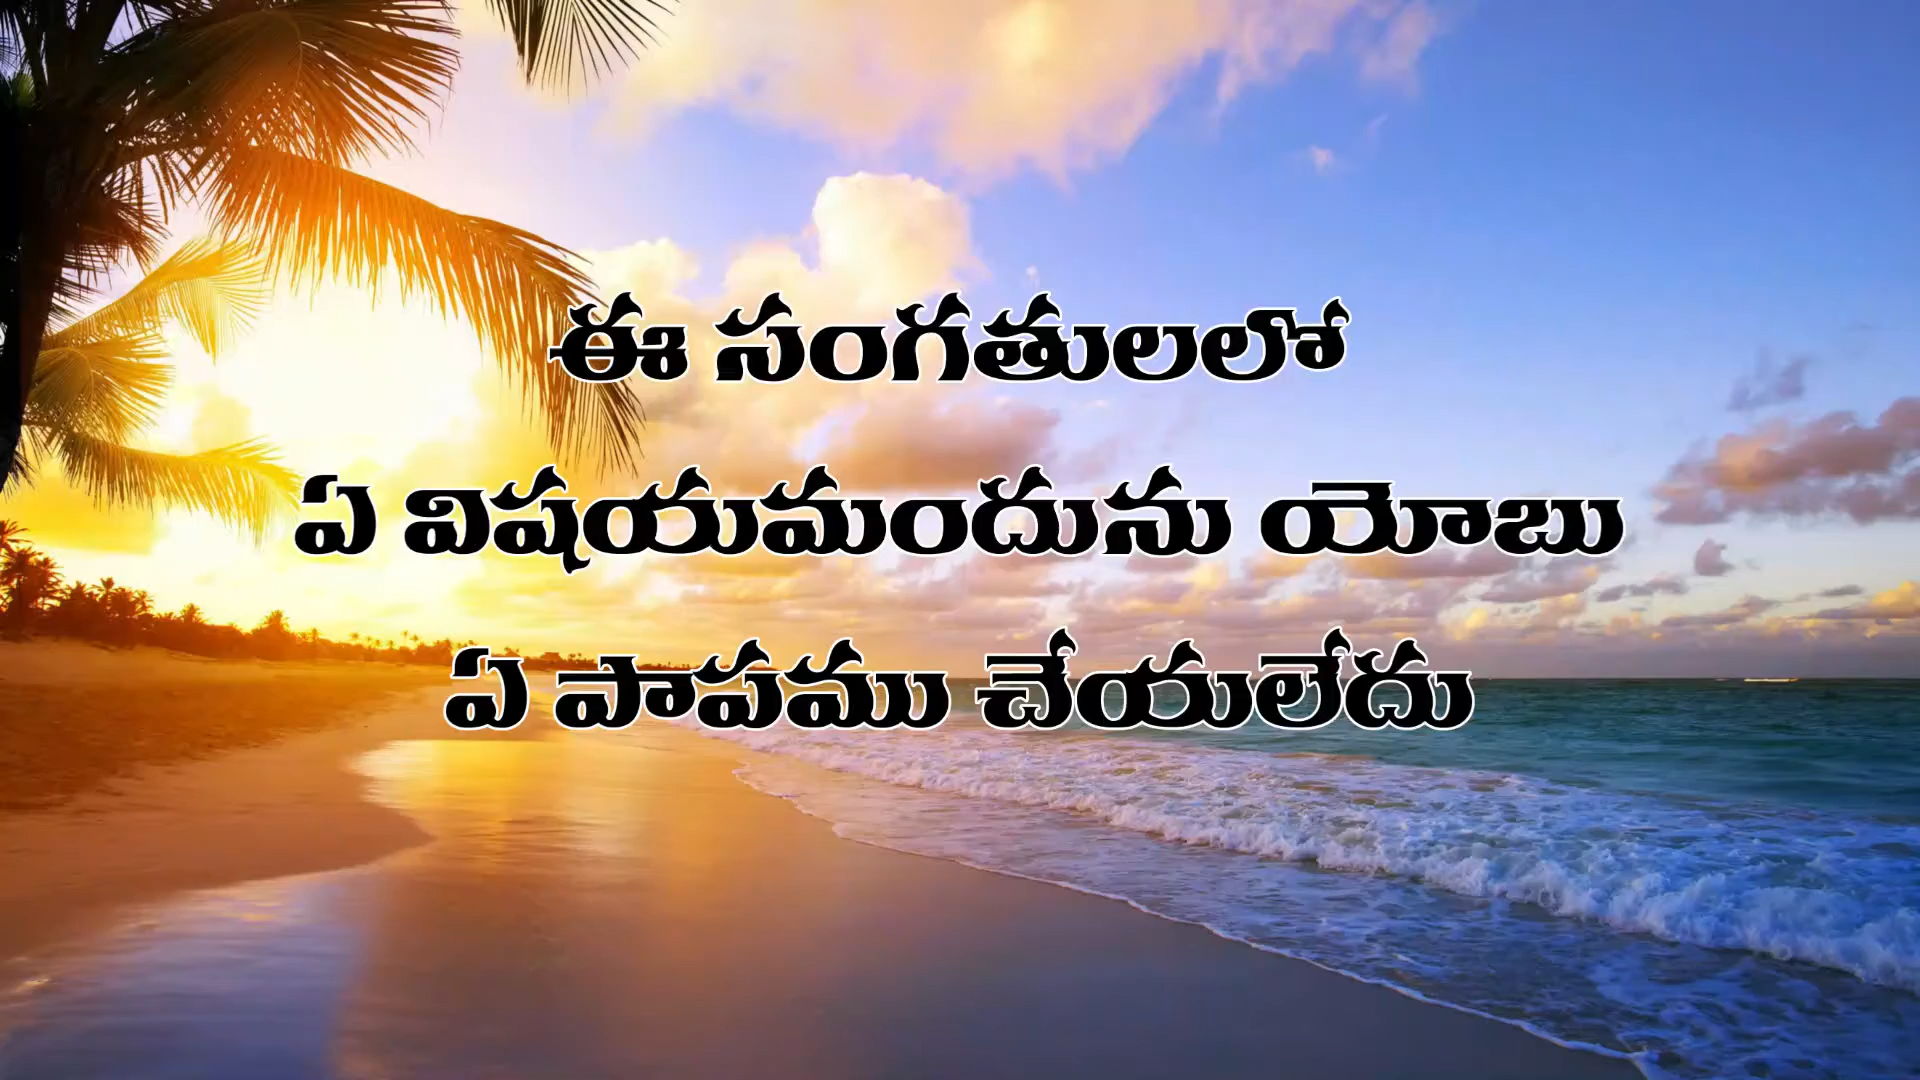 ఈ సంగతులలో
ఏ విషయమందును యోబు
ఏ పాపము చేయలేదు